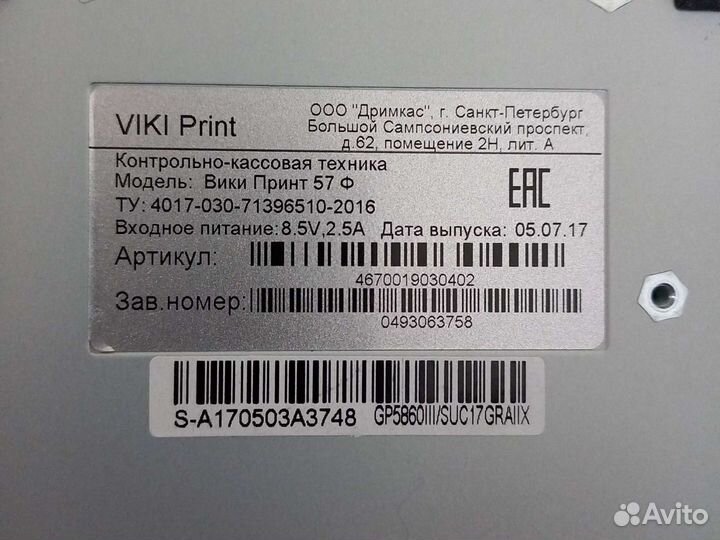 VIKI Print
ООО "Дримкас", г. Санкт-Петербург
Большой Сампсониевский проспект,
д.62, помещение 2Н, лит. А
Контрольно-кассовая техника
Модель: Вики Принт 57 Ф
ТУ: 4017-030-71396510-2016
EAC
Входное питание:8.5V,2.5A Дата выпуска: 05.07.17
Артикул:
4670019030402
Зав.номер:
0493063758
S-A170503A3748 GP5860III/SUC17GRAIIX
Avito